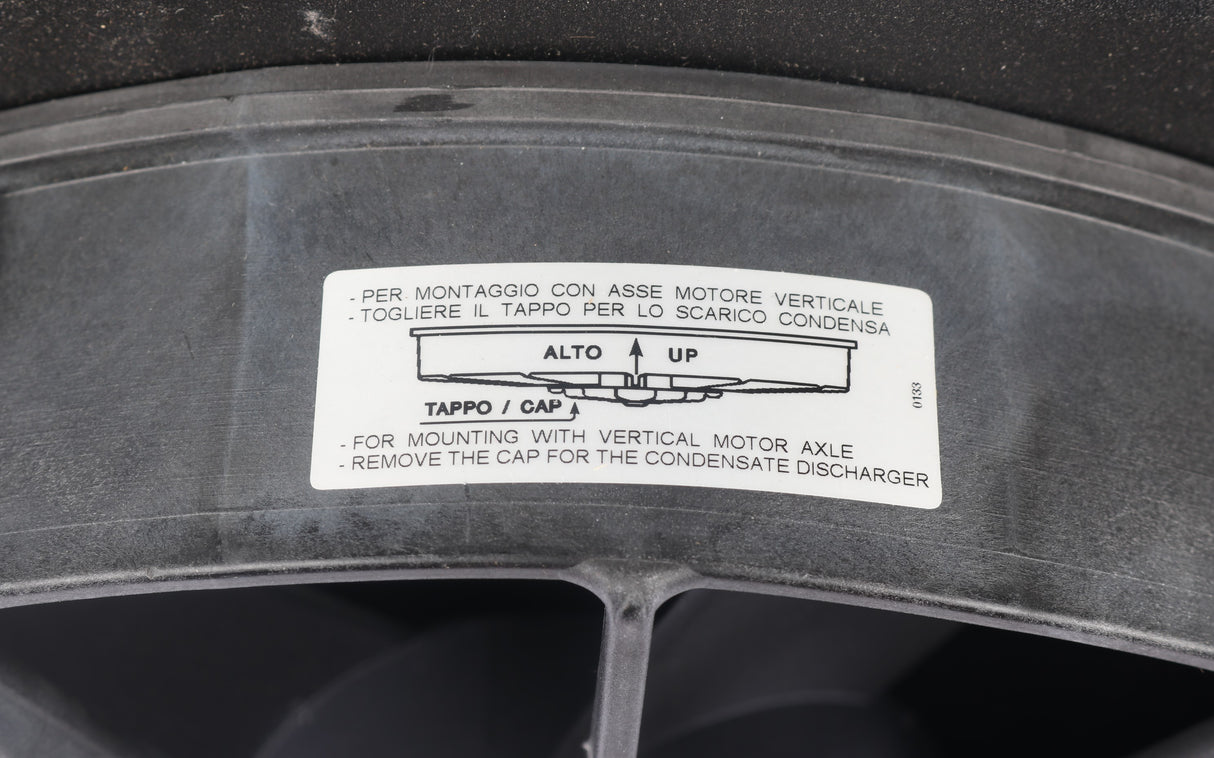 - PER MONTAGGIO CON ASSE MOTORE VERTICALE
- TOGLIERE IL TAPPO PER LO SCARICO CONDENSA
ALTO UP
TAPPO / CAP
0133
- FOR MOUNTING WITH VERTICAL MOTOR AXLE
- REMOVE THE CAP FOR THE CONDENSATE DISCHARGER